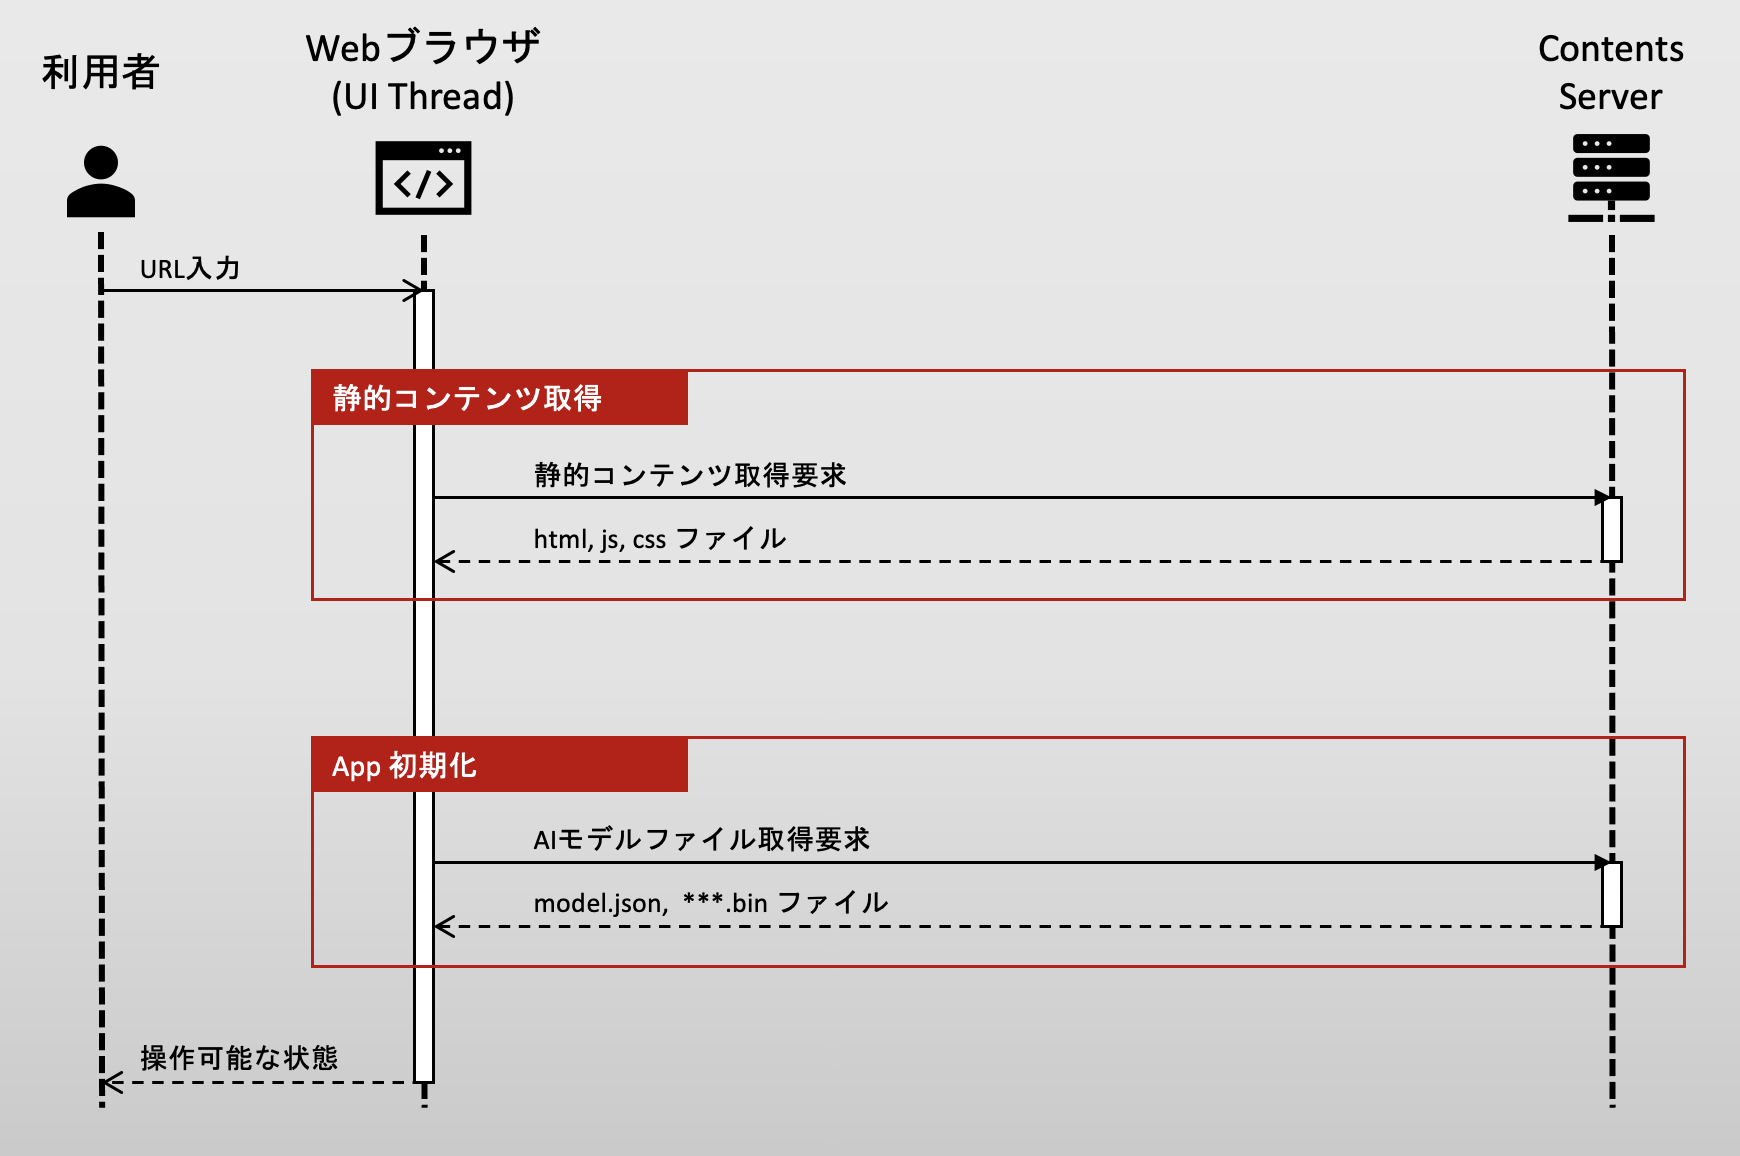 利用者
Webブラウザ
(UI Thread)
Contents
Server
URL入力
静的コンテンツ取得
静的コンテンツ取得要求
html, js, css ファイル
App 初期化
AIモデルファイル取得要求
model.json,  ***.bin ファイル
操作可能な状態